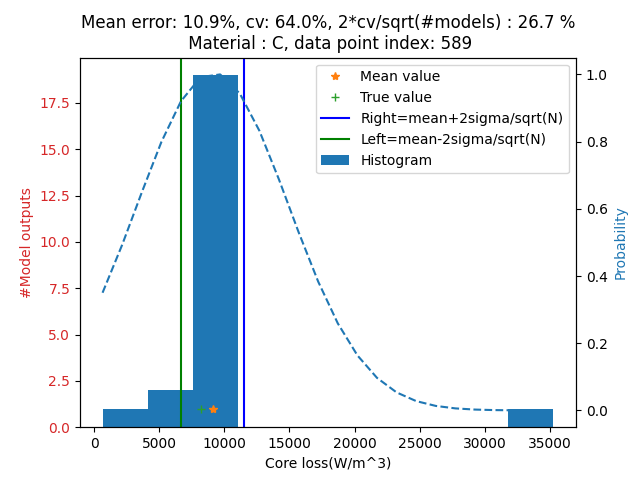 Mean error: 10.9%, cv: 64.0%, 2*cv/sqrt(#models) : 26.7 %
Material : C, data point index: 589
Mean value
True value
Right=mean+2sigma/sqrt(N)
Left=mean-2sigma/sqrt(N)
Histogram
#Model outputs
17.5
15.0
12.5
10.0
7.5
5.0
2.5
0.0
1.0
0.8
0.6
0.4
0.2
0.0
Probability
0 5000 10000 15000 20000 25000 30000 35000
Core loss(W/m^3)